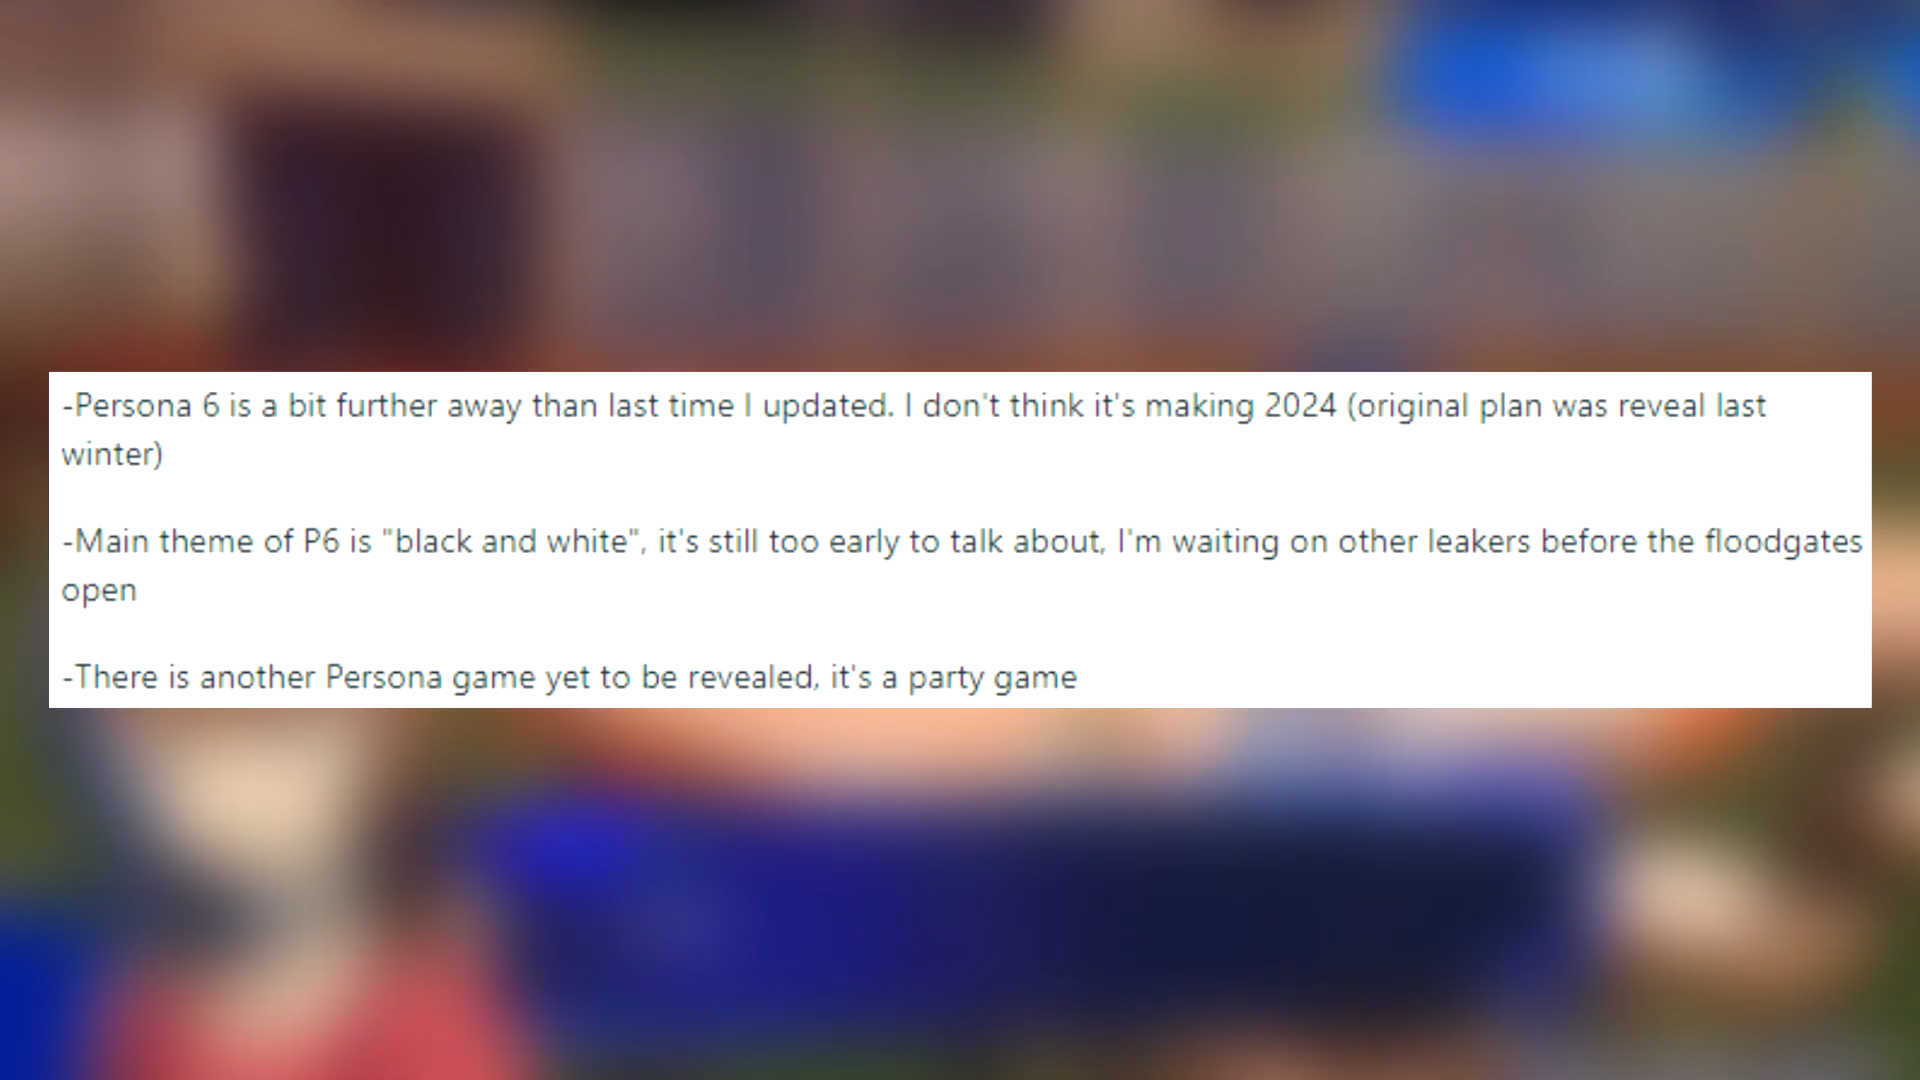 -Persona 6 is a bit further away than last time I updated. I don't think it's making 2024 (original plan was reveal last
winter)
-Main theme of P6 is "black and white", it's still too early to talk about, I'm waiting on other leakers before the floodgates
open
-There is another Persona game yet to be revealed, it's a party game